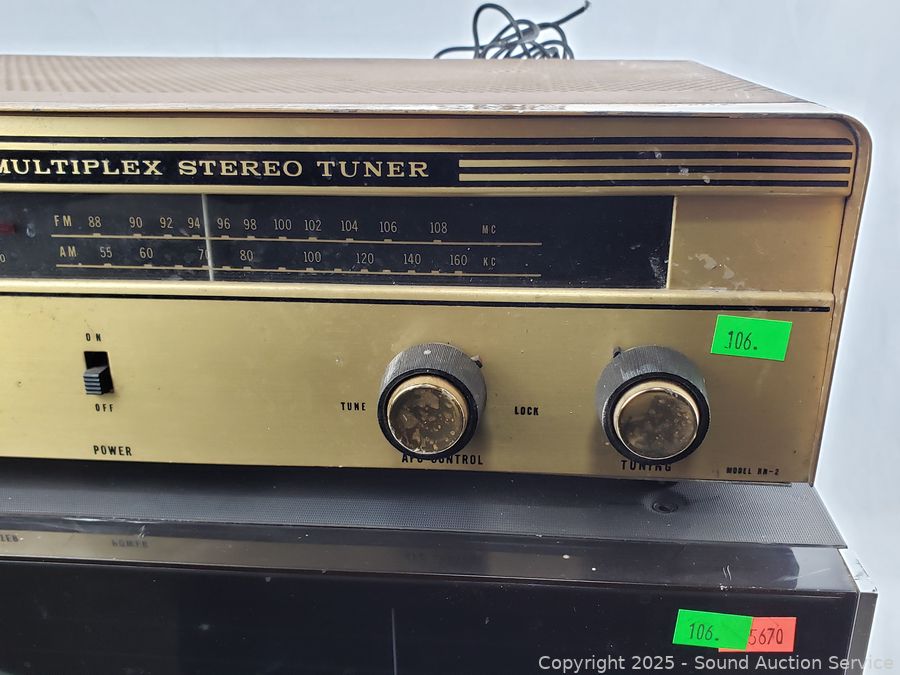 MULTIPLEX STEREO TUNER
FM 88 90 92 94 96 98 100 102 104 106 108 MC
AM 55 60 70 80 100 120 140 160 KC
ON
OFF
POWER
TUNE
LOCK
AFC CONTROL
TUNING
MODEL
106.
POWER
106.
5670
Copyright © 2025 - Sound Auction Service